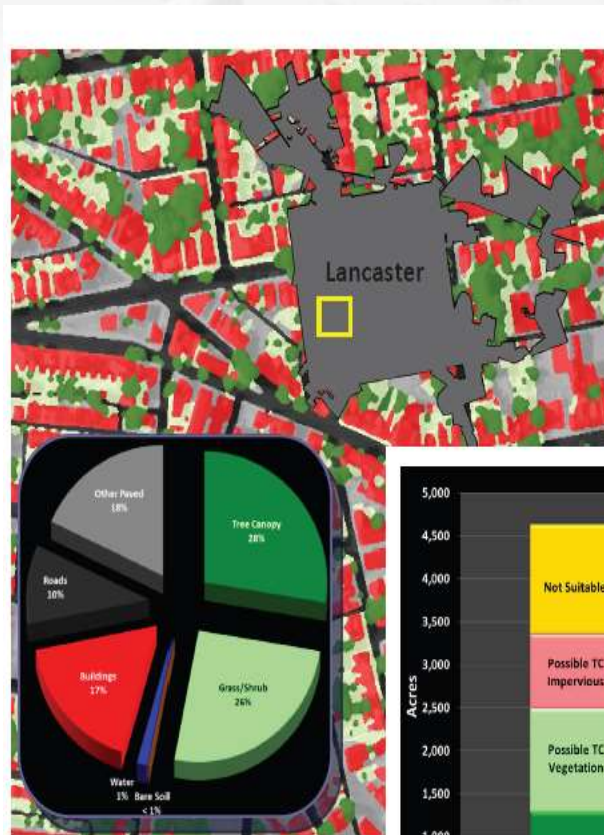 Lancaster
Other Paved
18%
Tree Canopy
28%
Roads
10%
Buildings
17%
Grass/Shrub
26%
Water
1%
Bare Soil
< 1%
5,000
4,500
4,000
3,500
3,000
2,500
2,000
1,500
1,000
Acres
Not Suitable
Possible TC
Impervious
Possible TC
Vegetation